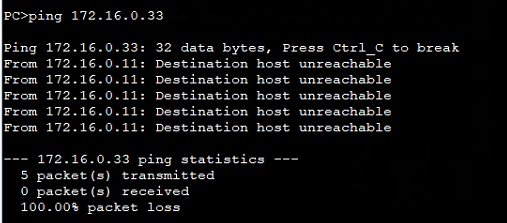 PC>ping 172.16.0.33
Ping 172.16.0.33: 32 data bytes, Press Ctrl_C to break
From 172.16.0.11: Destination host unreachable
From 172.16.0.11: Destination host unreachable
From 172.16.0.11: Destination host unreachable
From 172.16.0.11: Destination host unreachable
From 172.16.0.11: Destination host unreachable
--- 172.16.0.33 ping statistics ---
5 packet(s) transmitted
0 packet(s) received
100.00% packet loss